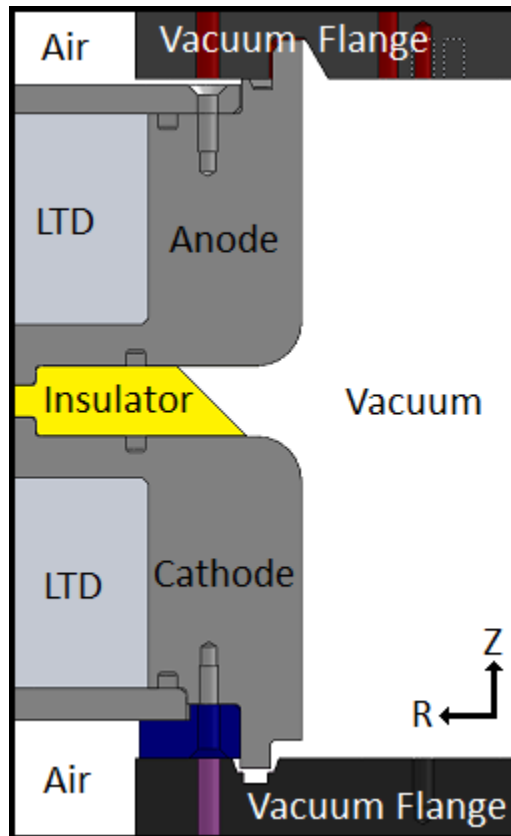 Air
Vacuum Flange
LTD
Anode
Insulator
Vacuum
LTD
Cathode
Z
R
Air
Vacuum Flange